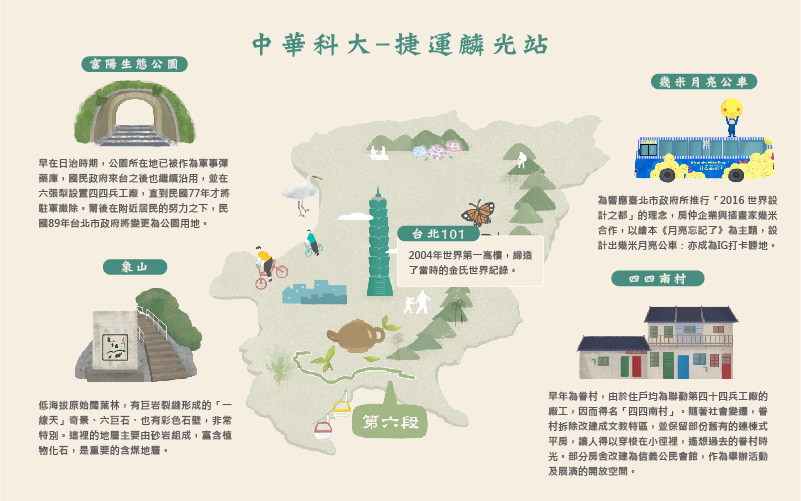 中華科大-捷運麟光站
富陽生態公園
早在日治時期，公園所在地已被作為軍事彈
藥庫，國民政府來台之後也繼續沿用，並在
六張犁設置四四兵工廠，直到民國77年才將
駐軍撤除。爾後在附近居民的努力之下，民
國89年台北市政府將變更為公園用地。
象山
低海拔原始闊葉林，有巨岩裂縫形成的「一
線天」奇景、六巨石、也有彩色石壁，非常
特別。這裡的地層主要由砂岩組成，富含植
物化石，是重要的含煤地層。
台北101
2004年世界第一高樓，締造
了當時的金氏世界記錄。
第六段
幾米月亮公車
為響應臺北市政府所推行「2016 世界設
計之都」的理念，房仲企業與插畫家幾米
合作，以繪本《月亮忘記了》為主題，設
計出幾米月亮公車：亦成為IG打卡勝地。
四四南村
早年為眷村，由於住戶均為聯勤第四十四兵工廠的
廠工，因而得名「四四南村」。隨著社會變遷，眷
村拆除改建成文教特區，並保留部份舊有的連棟式
平房，讓人得以穿梭在小徑裡，遙想過去的眷村時
光。部分房舍改建為信義公民會館，作為舉辦活動
及展演的開放空間。